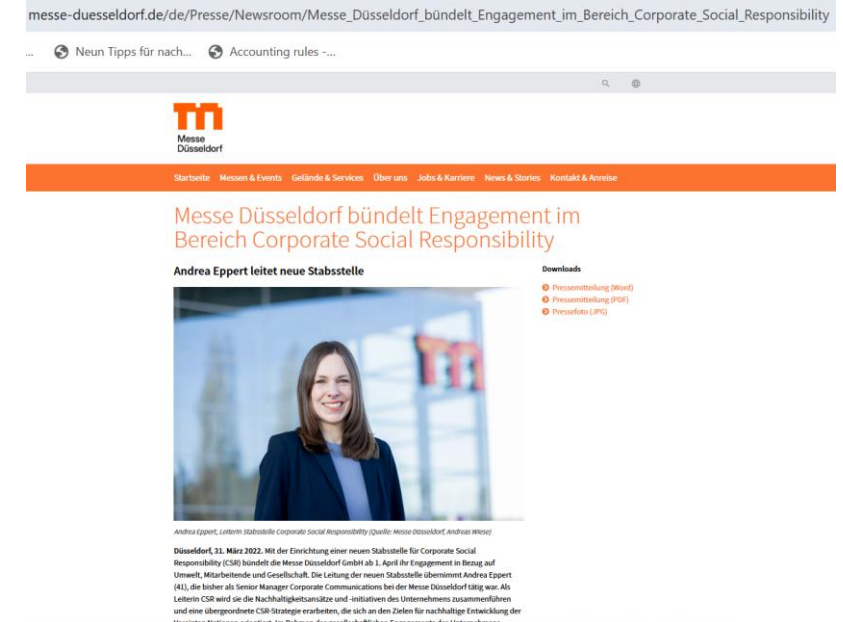 messe-duesseldorf.de/de/Presse/Newsroom/Messe_Düsseldorf_bündelt_Engagement_im_Bereich_Corporate_Social_Responsibility
... Neun Tipps für nach... Accounting rules -...
Messe
Düsseldorf
Startseite Messen & Events Gelände & Services Über uns Jobs & Karriere News & Stories Kontakt & Anreise
Messe Düsseldorf bündelt Engagement im
Bereich Corporate Social Responsibility
Andrea Eppert leitet neue Stabsstelle
Downloads
Pressemitteilung (Word)
Pressemitteilung (PDF)
Pressefoto (JPG)
Andrea Eppert, Leiterin Stabsstelle Corporate Social Responsibility (Quelle: Messe Düsseldorf, Andreas Wiese)
Düsseldorf, 31. März 2022. Mit der Einrichtung einer neuen Stabsstelle für Corporate Social
Responsibility (CSR) bündelt die Messe Düsseldorf GmbH ab 1. April ihr Engagement in Bezug auf
Umwelt, Mitarbeitende und Gesellschaft. Die Leitung der neuen Stabsstelle übernimmt Andrea Eppert
(41), die bisher als Senior Manager Corporate Communications bei der Messe Düsseldorf tätig war. Als
Leiterin CSR wird sie die Nachhaltigkeitsansätze und -initiativen des Unternehmens zusammenführen
und eine übergeordnete CSR-Strategie erarbeiten, die sich an den Zielen für nachhaltige Entwicklung der